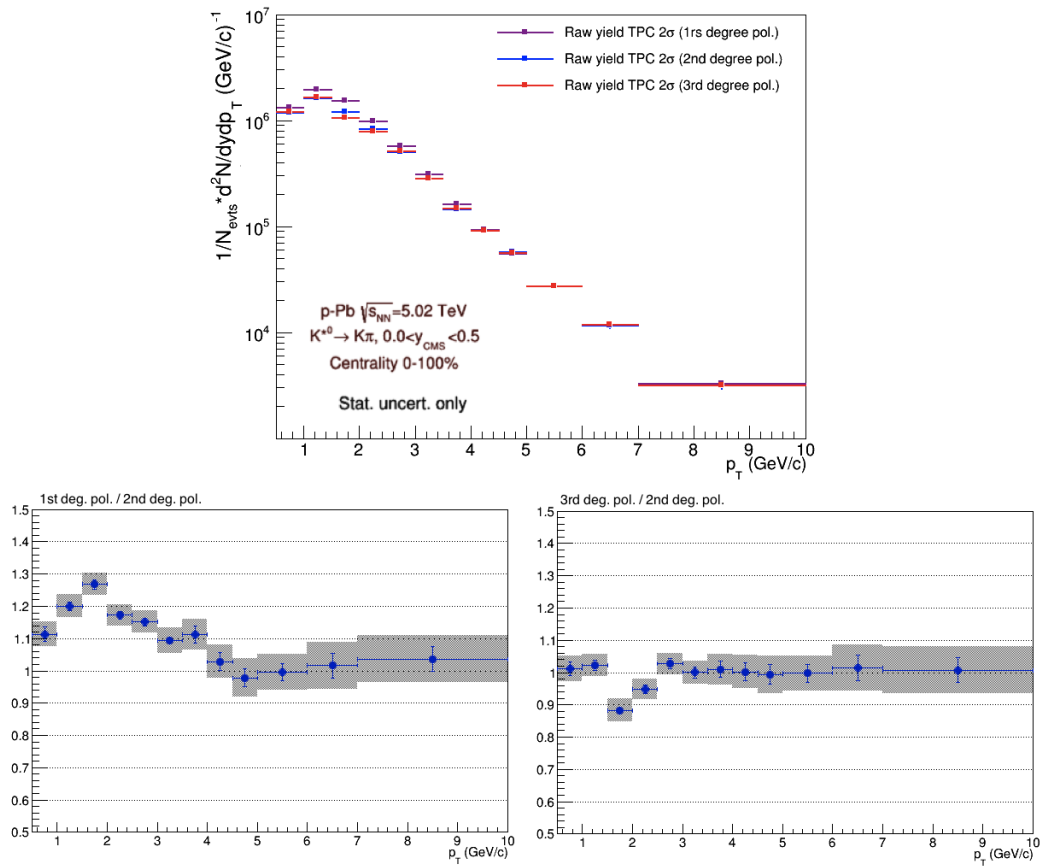 10⁷
Raw yield TPC 2σ (1rs degree pol.)
Raw yield TPC 2σ (2nd degree pol.)
Raw yield TPC 2σ (3rd degree pol.)
10⁶
10⁵
10⁴
1/N_evts*d²N/dydp_T (GeV/c)⁻¹
p-Pb √s_NN=5.02 TeV
K*⁰→ Kπ, 0.0<y_CMS<0.5
Centrality 0-100%
Stat. uncert. only
1 2 3 4 5 6 7 8 9 10
p_T (GeV/c)
1st deg. pol. / 2nd deg. pol.
1.5
1.4
1.3
1.2
1.1
1
0.9
0.8
0.7
0.6
0.5
1 2 3 4 5 6 7 8 9 10
p_T (GeV/c)
3rd deg. pol. / 2nd deg. pol.
1.5
1.4
1.3
1.2
1.1
1
0.9
0.8
0.7
0.6
0.5
1 2 3 4 5 6 7 8 9 10
p_T (GeV/c)